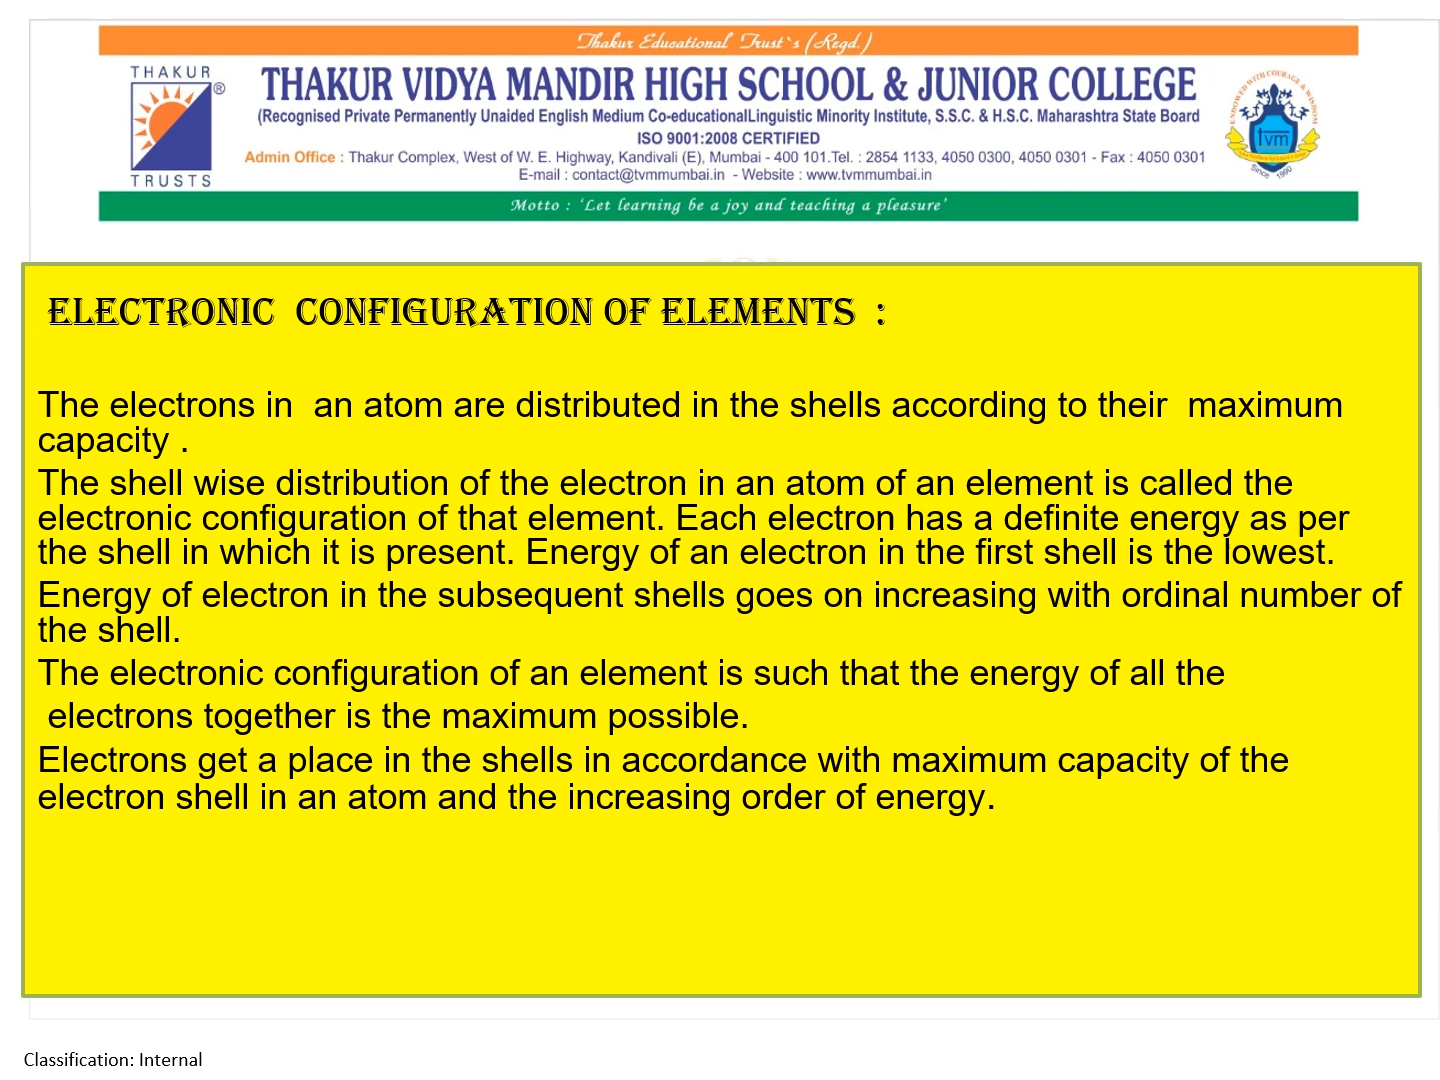 Thakur Educational Trust`s (Regd.)
THAKUR
®
TRUSTS
THAKUR VIDYA MANDIR HIGH SCHOOL & JUNIOR COLLEGE
(Recognised Private Permanently Unaided English Medium Co-educationalLinguistic Minority Institute, S.S.C. & H.S.C. Maharashtra State Board
ISO 9001:2008 CERTIFIED
Admin Office : Thakur Complex, West of W. E. Highway, Kandivali (E), Mumbai - 400 101.Tel. : 2854 1133, 4050 0300, 4050 0301 - Fax : 4050 0301
E-mail : contact@tvmmumbai.in - Website : www.tvmmumbai.in
ENDOWED WITH COURAGE & WISDOM
tvm
Since 1990
Motto : ‘Let learning be a joy and teaching a pleasure’
ELECTRONIC CONFIGURATION OF ELEMENTS :
The electrons in an atom are distributed in the shells according to their maximum
capacity .
The shell wise distribution of the electron in an atom of an element is called the
electronic configuration of that element. Each electron has a definite energy as per
the shell in which it is present. Energy of an electron in the first shell is the lowest.
Energy of electron in the subsequent shells goes on increasing with ordinal number of
the shell.
The electronic configuration of an element is such that the energy of all the
electrons together is the maximum possible.
Electrons get a place in the shells in accordance with maximum capacity of the
electron shell in an atom and the increasing order of energy.
Classification: Internal